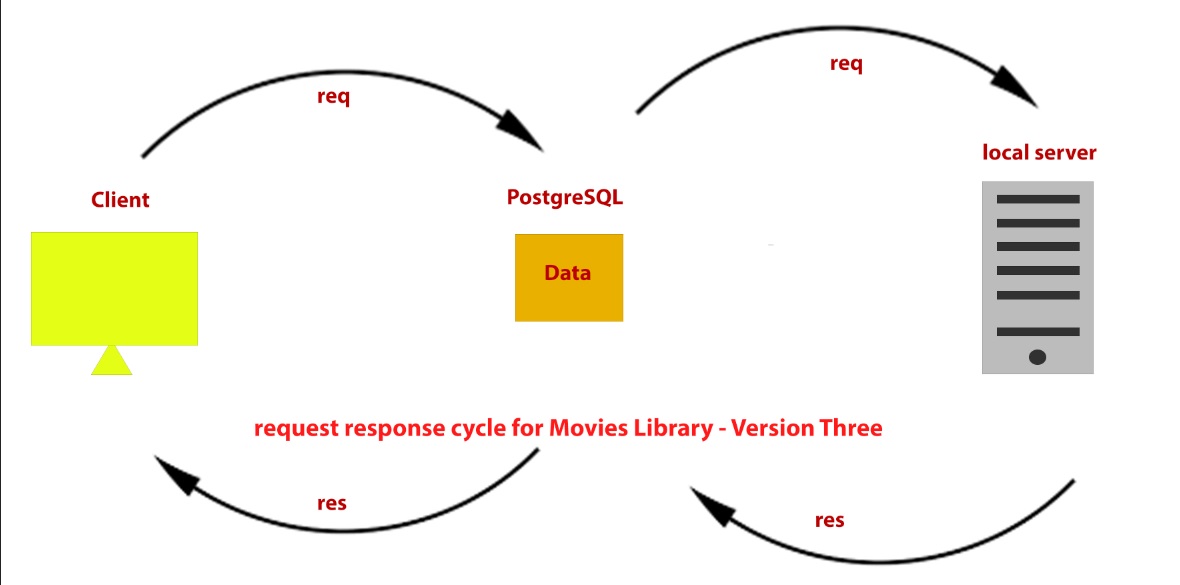 req
req
local server
Client
PostgreSQL
Data
request response cycle for Movies Library - Version Three
res
res